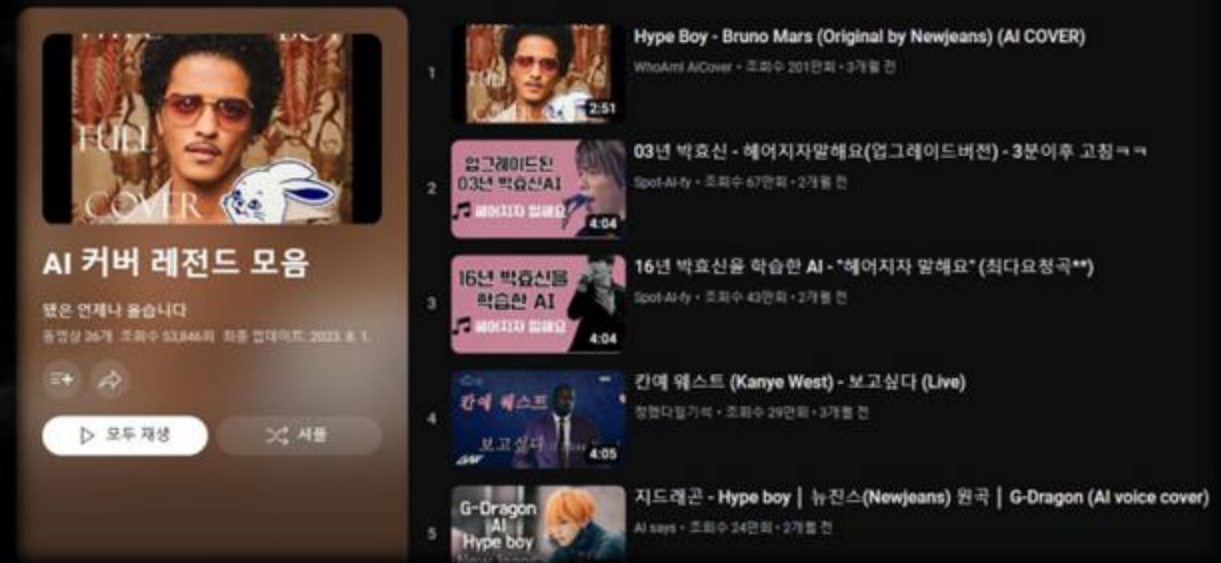 FULL
COVER
AI 커버 레전드 모음
됐은 언제나 옳습니다
동영상 36개 조회수 53,846회 최종 업데이트: 2023. 8. 1.
모두 재생
셔플
1
2:51
Hype Boy - Bruno Mars (Original by Newjeans) (AI COVER)
WhoAmI AiCover • 조회수 201만회 • 3개월 전
2
업그레이드된
03년 박효신AI
헤어지자 말해요
4:04
03년 박효신 - 헤어지자말해요(업그레이드버전) - 3분이후 고침ㅋㅋ
Spot-AI-fy • 조회수 67만회 • 2개월 전
3
16년 박효신을
학습한 AI
헤어지자 말해요
4:04
16년 박효신을 학습한 AI - "헤어지자 말해요" (최다요청곡**)
Spot-AI-fy • 조회수 43만회 • 2개월 전
4
칸예 웨스트
보고싶다
4:05
칸예 웨스트 (Kanye West) - 보고싶다 (Live)
조회수 29만회 • 3개월 전
5
G-Dragon
AI
Hype boy
지드래곤 - Hype boy | 뉴진스(Newjeans) 원곡 | G-Dragon (AI voice cover)
AI says • 조회수 24만회 • 2개월 전